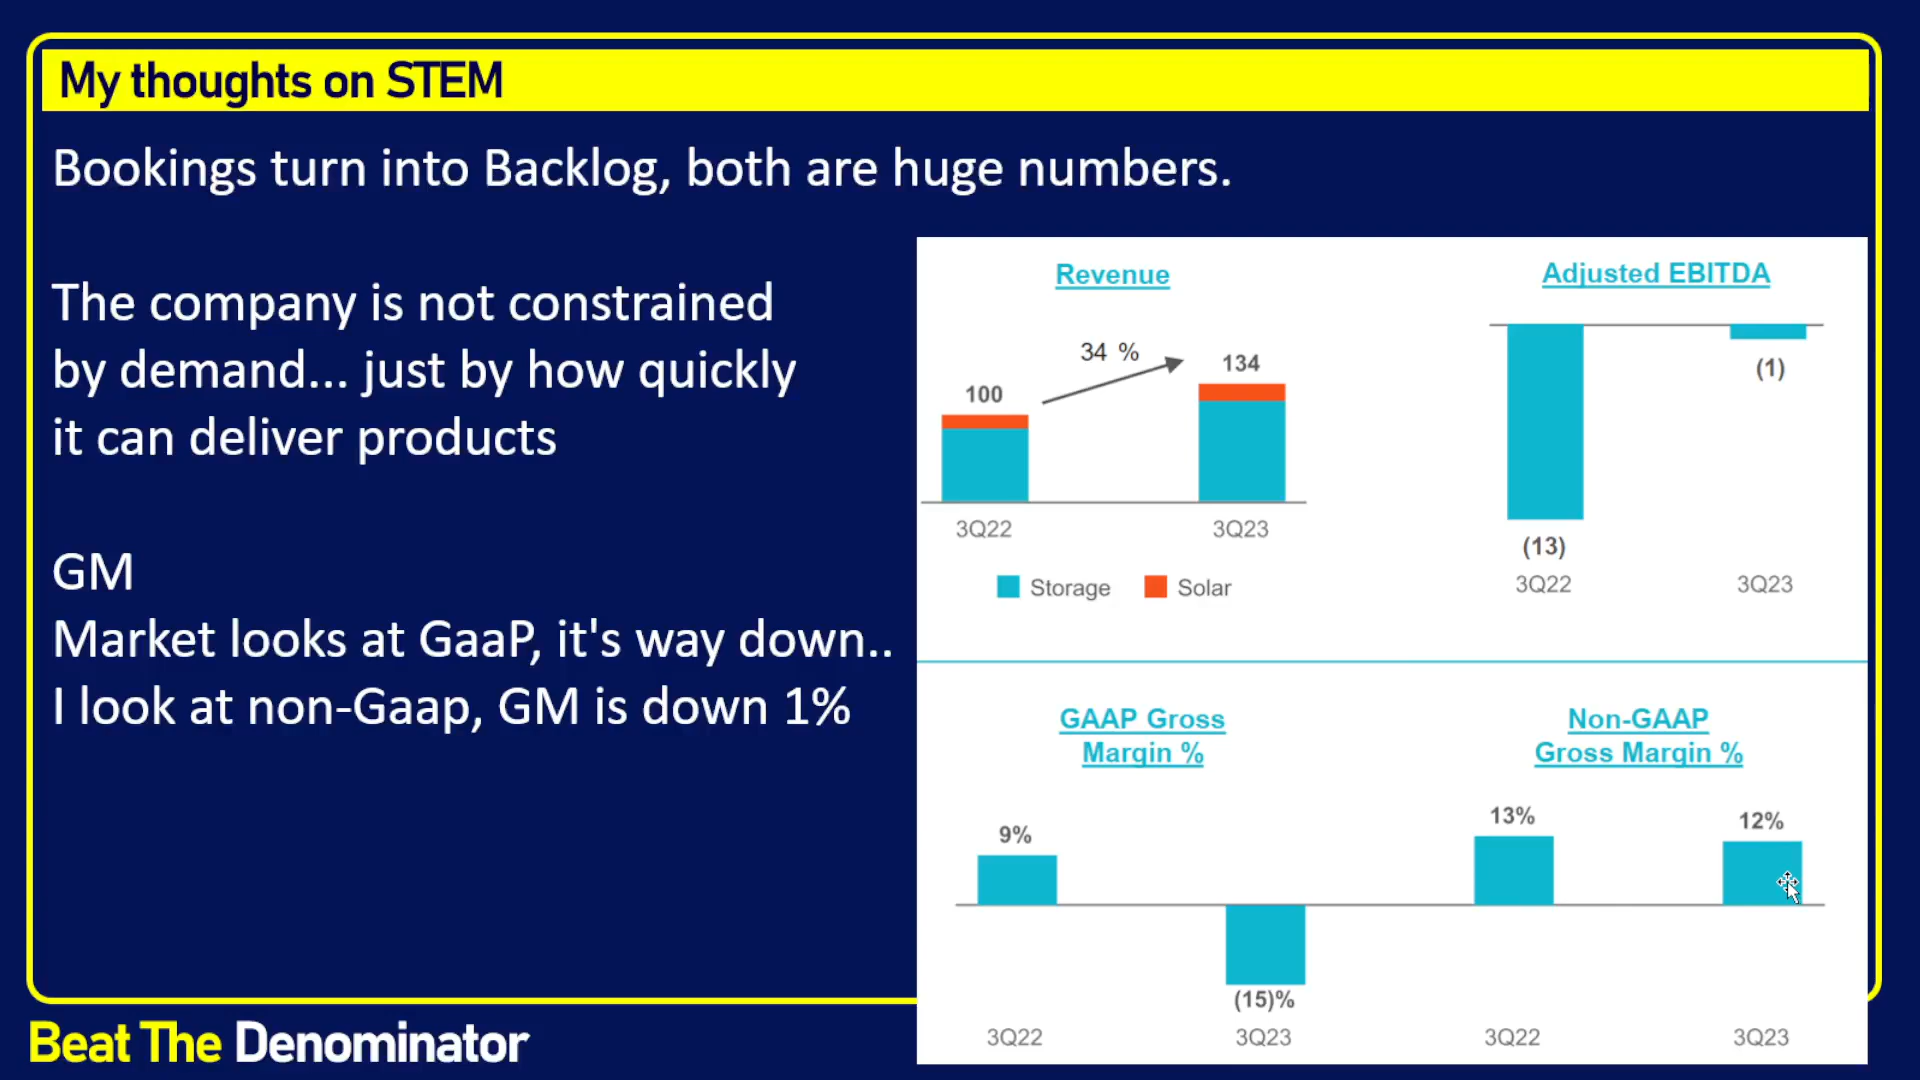 My thoughts on STEM
Bookings turn into Backlog, both are huge numbers.
The company is not constrained
by demand... just by how quickly
it can deliver products
GM
Market looks at GaaP, it's way down..
I look at non-Gaap, GM is down 1%
Revenue
34 %
100
134
3Q22
3Q23
Storage
Solar
Adjusted EBITDA
(1)
(13)
3Q22
3Q23
GAAP Gross
Margin %
9%
(15)%
3Q22
3Q23
Non-GAAP
Gross Margin %
13%
12%
3Q22
3Q23
Beat The Denominator